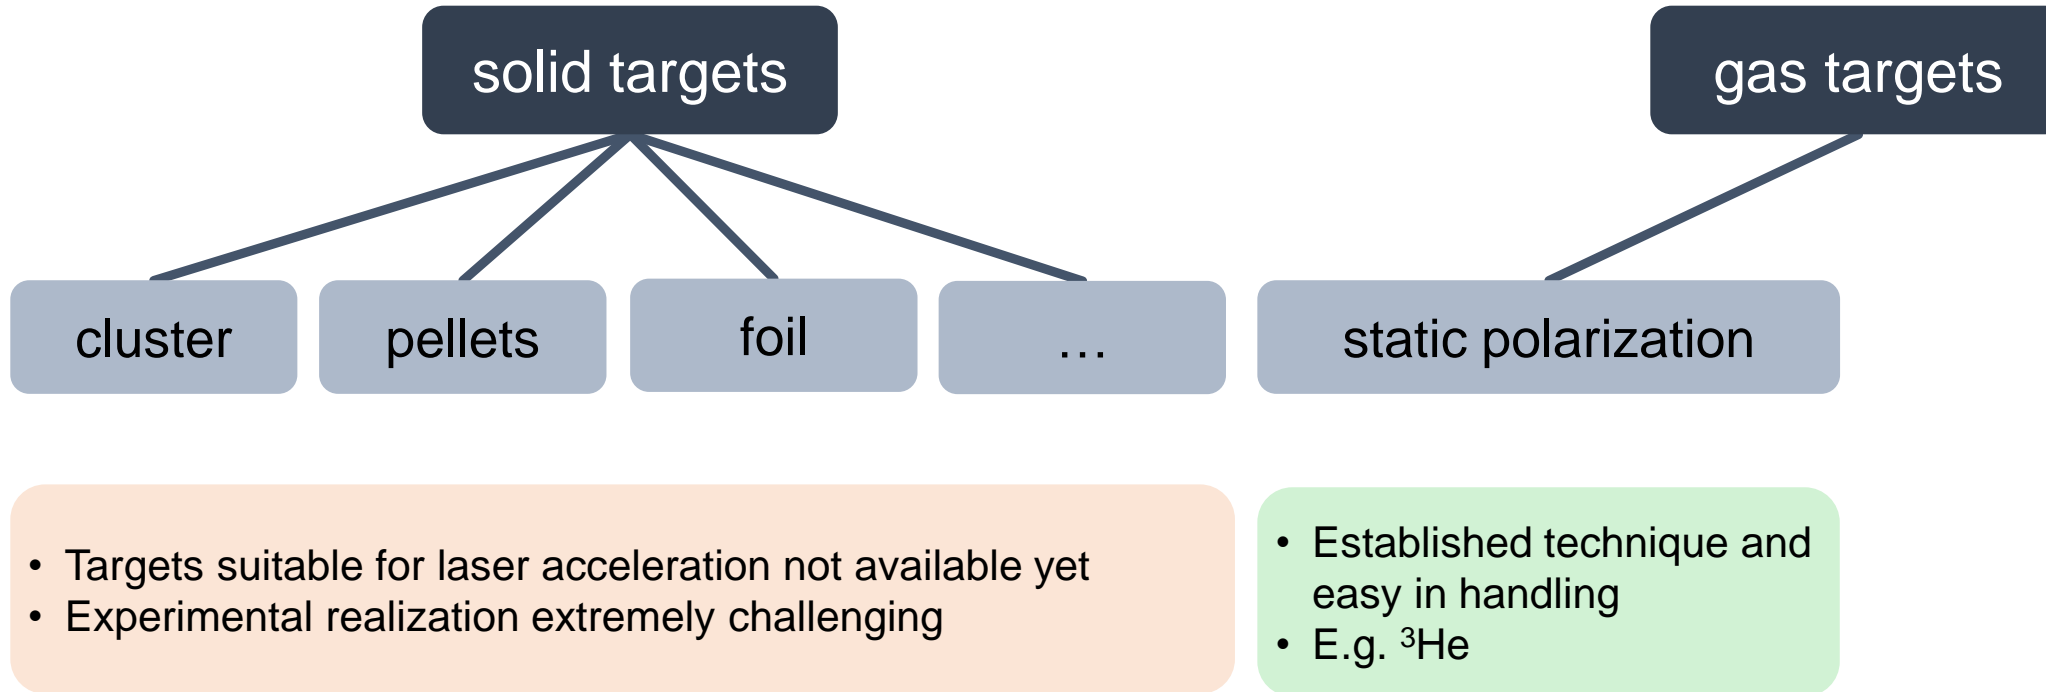 solid targets
gas targets
cluster
pellets
foil
…
static polarization
• Targets suitable for laser acceleration not available yet
• Experimental realization extremely challenging
• Established technique and
easy in handling
• E.g. ³He